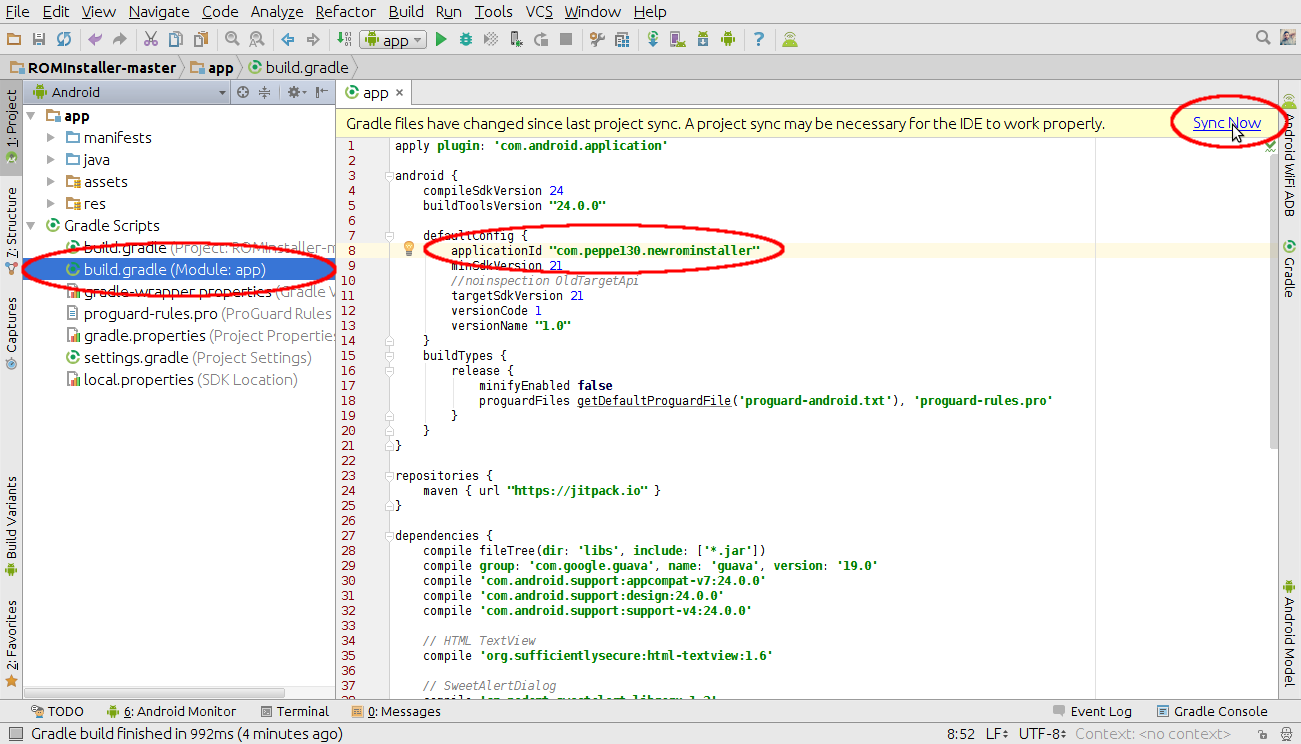 File Edit View Navigate Code Analyze Refactor Build Run Tools VCS Window Help
app
ROMInstaller-master app build.gradle
1: Project
Z: Structure
Captures
Build Variants
2: Favorites
Android
app
manifests
java
assets
res
Gradle Scripts
build.gradle (Project: ROMInstaller-m
build.gradle (Module: app)
gradle-wrapper.properties (Gradle V
proguard-rules.pro (ProGuard Rules
gradle.properties (Project Properties
settings.gradle (Project Settings)
local.properties (SDK Location)
app
Gradle files have changed since last project sync. A project sync may be necessary for the IDE to work properly. Sync Now
1 apply plugin: 'com.android.application'
2
3 android {
4 compileSdkVersion 24
5 buildToolsVersion "24.0.0"
6
7 defaultConfig {
8 applicationId "com.peppe130.newrominstaller"
9 minSdkVersion 21
10 //noinspection OldTargetApi
11 targetSdkVersion 21
12 versionCode 1
13 versionName "1.0"
14 }
15 buildTypes {
16 release {
17 minifyEnabled false
18 proguardFiles getDefaultProguardFile('proguard-android.txt'), 'proguard-rules.pro'
19 }
20 }
21 }
22
23 repositories {
24 maven { url "https://jitpack.io" }
25 }
26
27 dependencies {
28 compile fileTree(dir: 'libs', include: ['*.jar'])
29 compile group: 'com.google.guava', name: 'guava', version: '19.0'
30 compile 'com.android.support:appcompat-v7:24.0.0'
31 compile 'com.android.support:design:24.0.0'
32 compile 'com.android.support:support-v4:24.0.0'
33
34 // HTML TextView
35 compile 'org.sufficientlysecure:html-textview:1.6'
36
37 // SweetAlertDialog
Android WiFi ADB
Gradle
Android Model
TODO 6: Android Monitor Terminal 0: Messages Event Log Gradle Console
Gradle build finished in 992ms (4 minutes ago) 8:52 LF UTF-8 Context: <no context>